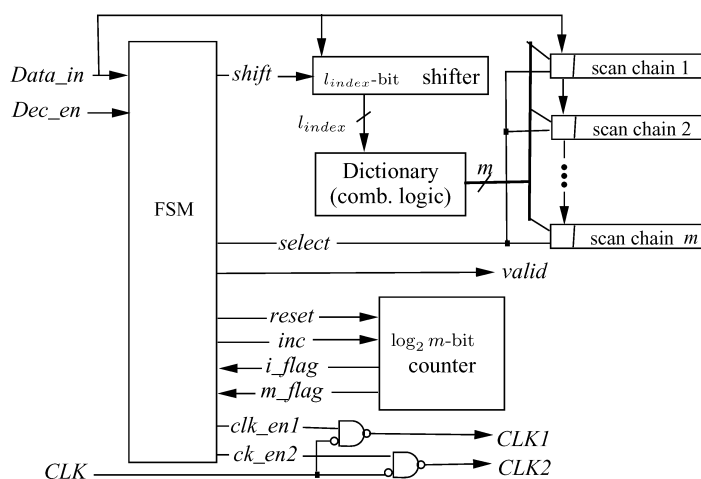 Data_in
Dec_en
FSM
shift
l_index-bit shifter
l_index
Dictionary
(comb. logic)
m
scan chain 1
scan chain 2
scan chain m
select
valid
reset
inc
i_flag
m_flag
log₂ m-bit
counter
clk_en1
CLK1
ck_en2
CLK2
CLK